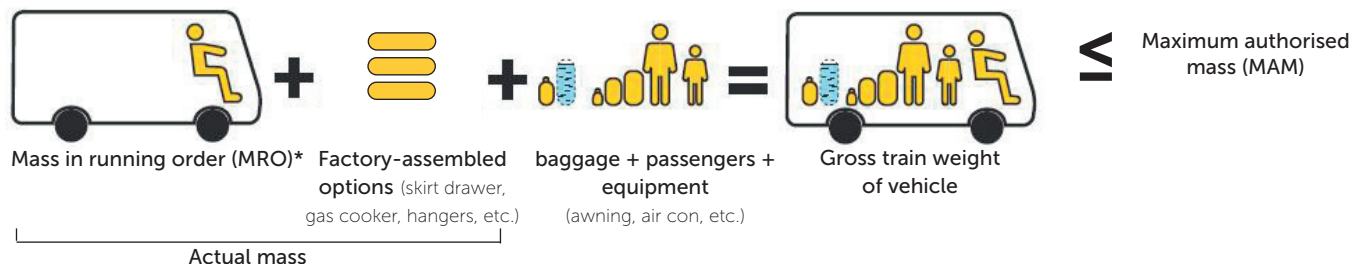 + + = ≤ Maximum authorised
mass (MAM)
Mass in running order (MRO)*
Factory-assembled
options (skirt drawer,
gas cooker, hangers, etc.)
baggage + passengers +
equipment
(awning, air con, etc.)
Gross train weight
of vehicle
Actual mass